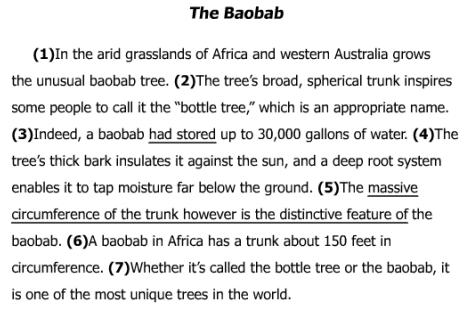 The Baobab
(1)In the arid grasslands of Africa and western Australia grows
the unusual baobab tree. (2)The tree's broad, spherical trunk inspires
some people to call it the "bottle tree," which is an appropriate name.
(3)Indeed, a baobab had stored up to 30,000 gallons of water. (4)The
tree's thick bark insulates it against the sun, and a deep root system
enables it to tap moisture far below the ground. (5)The massive
circumference of the trunk however is the distinctive feature of the
baobab. (6)A baobab in Africa has a trunk about 150 feet in
circumference. (7)Whether it's called the bottle tree or the baobab, it
is one of the most unique trees in the world.